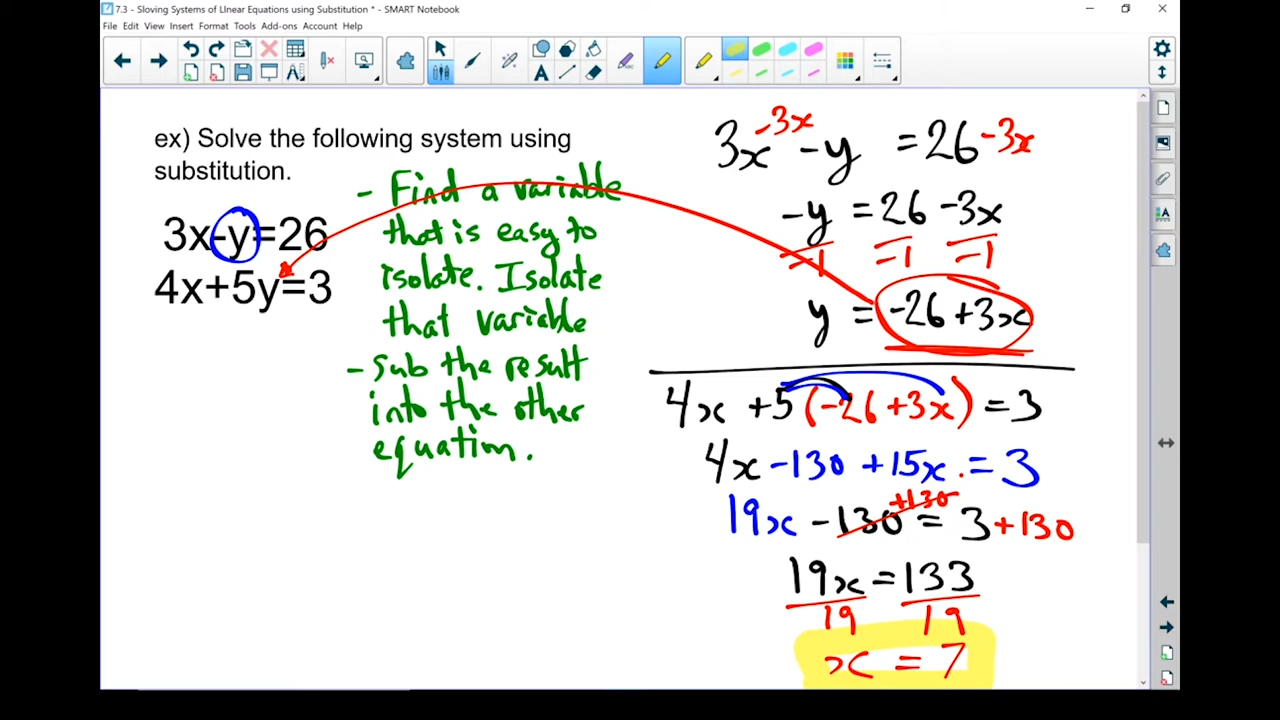 7.3 - Sloving Systems of LInear Equations using Substitution * - SMART Notebook
File Edit View Insert Format Tools Add-ons Account Help
ex) Solve the following system using
substitution.
3x-y=26
4x+5y=3
- Find a variable
that is easy to
isolate. Isolate
that variable
- Sub the result
into the other
equation.
3x -3x - y = 26 -3x
-y = 26 -3x
-1 -1 -1
y = -26 +3x
4x +5 (-26 +3x) = 3
4x -130 +15x = 3
19x -130 +130 = 3 +130
19x = 133
19 19
x = 7